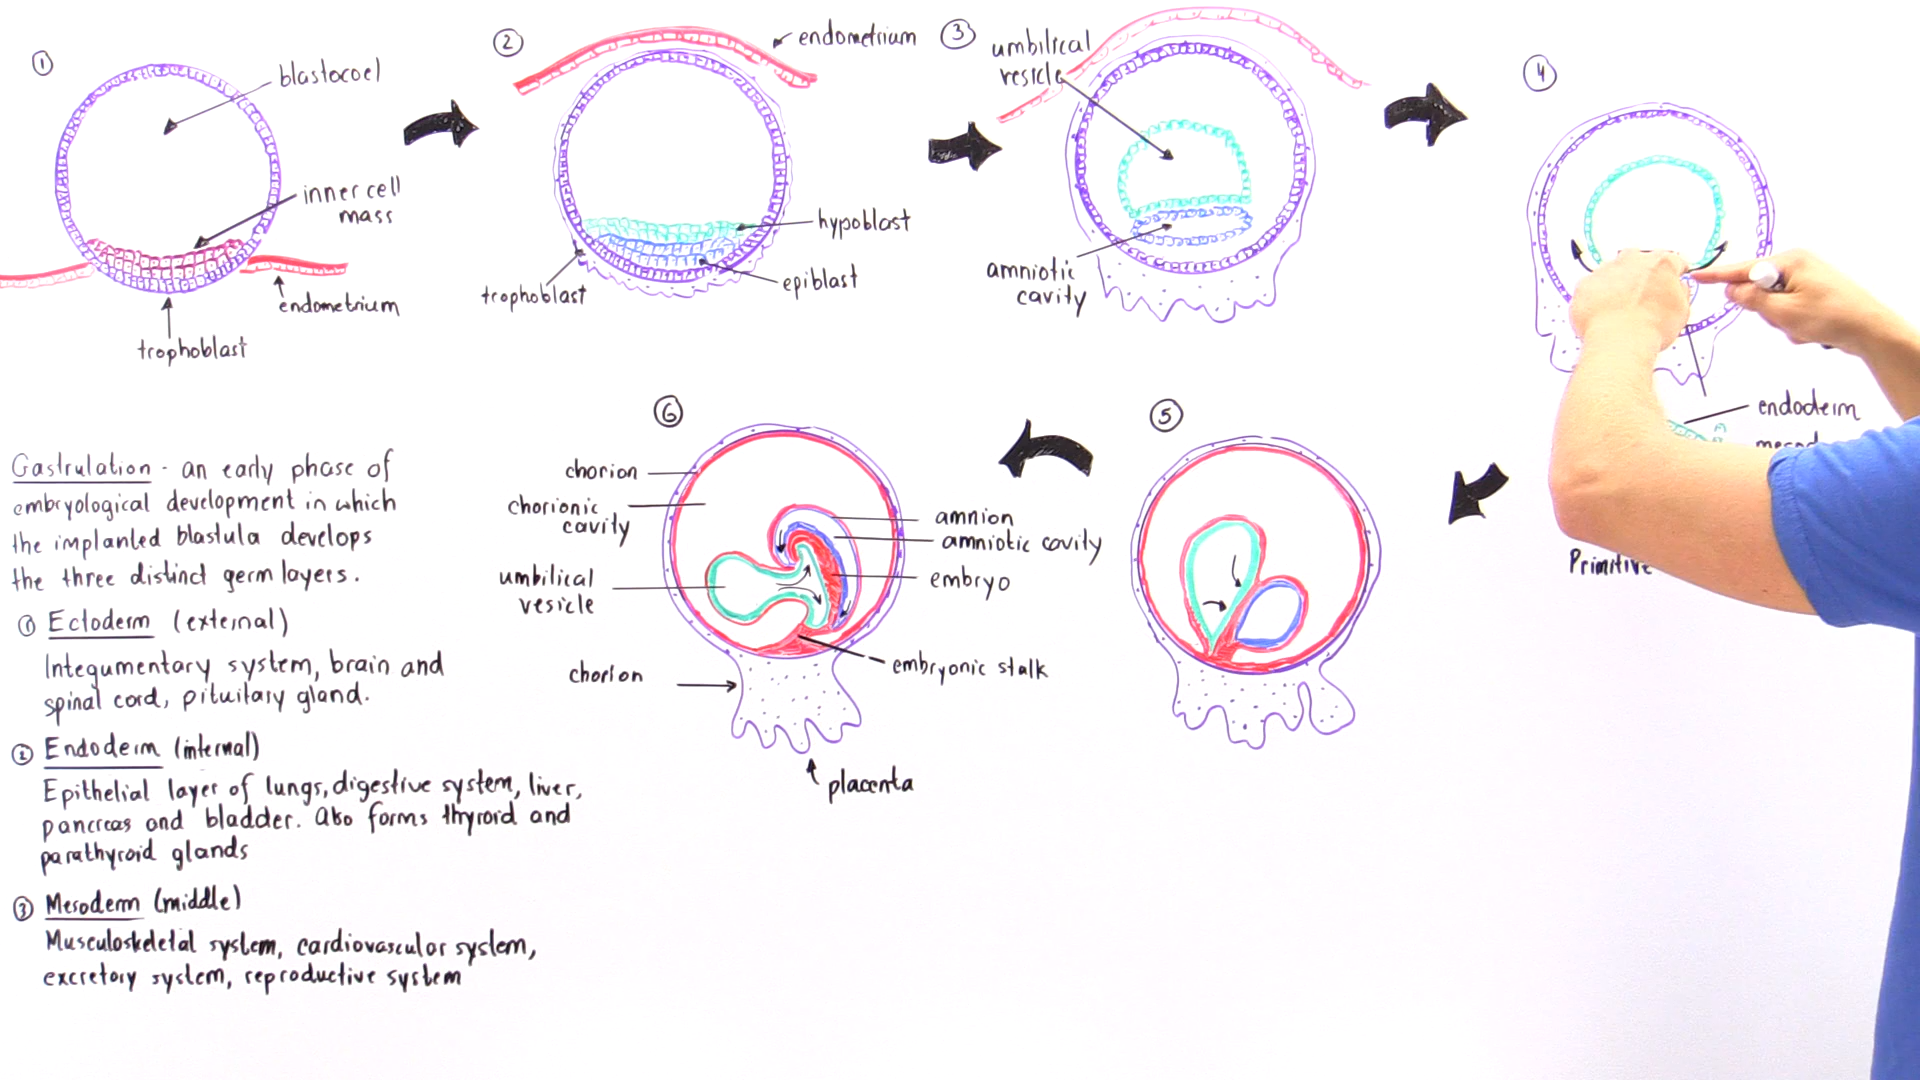 ①
blastocoel
inner cell
mass
endometrium
trophoblast
②
endometrium
hypoblast
epiblast
trophoblast
③
umbilical
vesicle
amniotic
cavity
④
endoderm
Primitive
⑤
⑥
chorion
chorionic
cavity
umbilical
vesicle
chorion
amnion
amniotic cavity
embryo
embryonic stalk
placenta
Gastrulation - an early phase of
embryological development in which
the implanted blastula develops
the three distinct germ layers.
① Ectoderm (external)
Integumentary system, brain and
spinal cord, pituitary gland.
② Endoderm (internal)
Epithelial layer of lungs, digestive system, liver,
pancreas and bladder. Also forms thyroid and
parathyroid glands
③ Mesoderm (middle)
Musculoskeletal system, cardiovascular system,
excretory system, reproductive system